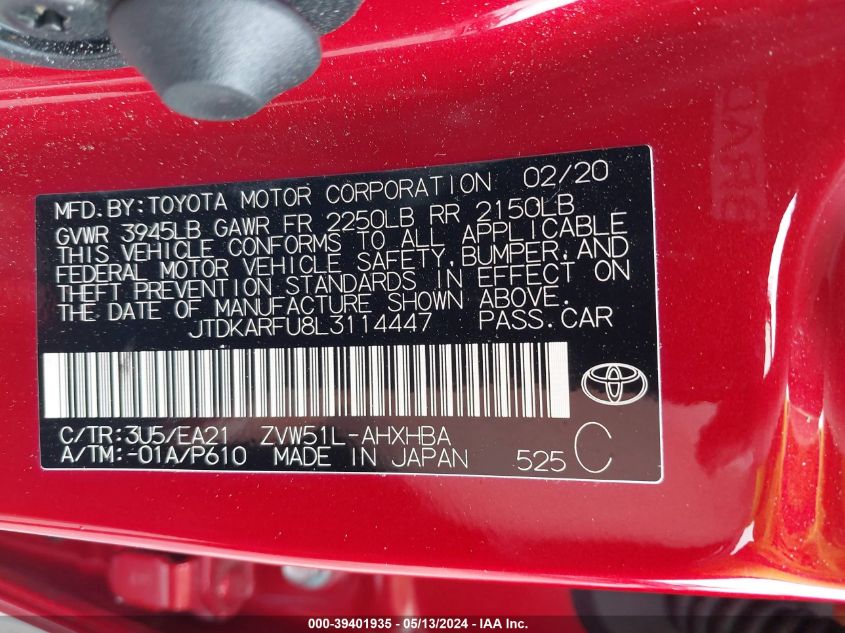 MFD. BY: TOYOTA MOTOR CORPORATION 02/20
GVWR 3945LB GAWR FR 2250LB RR 2150LB
THIS VEHICLE CONFORMS TO ALL APPLICABLE
FEDERAL MOTOR VEHICLE SAFETY, BUMPER, AND
THEFT PREVENTION STANDARDS IN EFFECT ON
THE DATE OF MANUFACTURE SHOWN ABOVE.
JTDKARFU8L3114447 PASS. CAR
C/TR: 3U5/EA21 ZVW51L-AHXHBA
A/TM: -01A/P610 MADE IN JAPAN 525 C
000-39401935 - 05/13/2024 - IAA Inc.